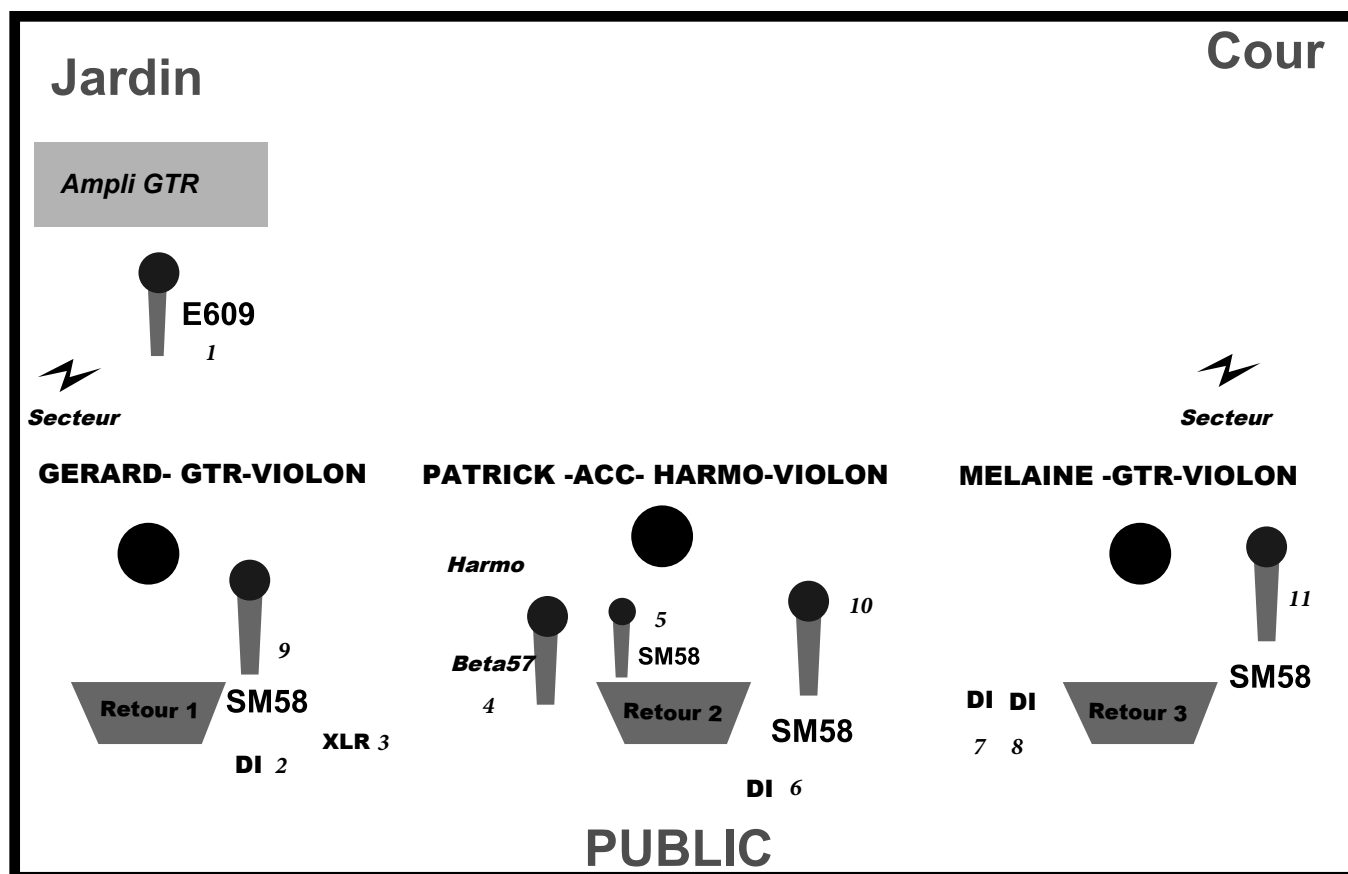 Jardin
Cour
Ampli GTR
E609
1
Secteur
Secteur
GERARD- GTR-VIOLON
PATRICK -ACC- HARMO-VIOLON
MELAINE -GTR-VIOLON
Harmo
5
10
11
9
Beta57
SM58
4
SM58
Retour 1
SM58
Retour 2
SM58
DI DI
7 8
Retour 3
XLR 3
DI 2
DI 6
PUBLIC